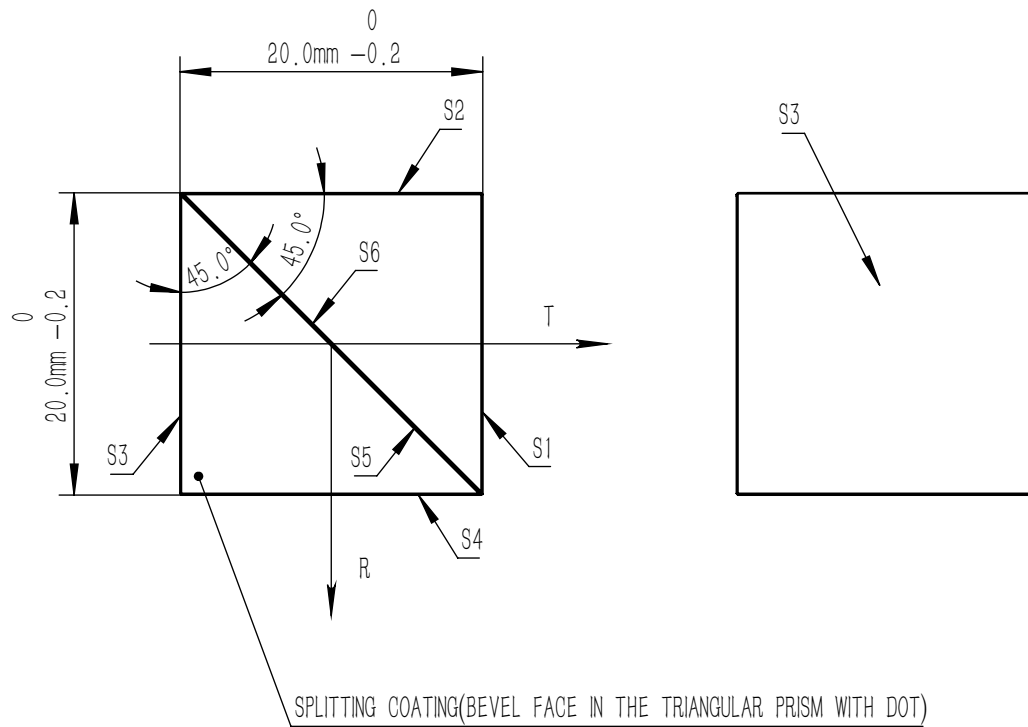 0
20.0mm -0.2
S2
S3
45.0°
45.0°
S6
T
0
20.0mm -0.2
S3
S5
S1
S4
R
SPLITTING COATING(BEVEL FACE IN THE TRIANGULAR PRISM WITH DOT)